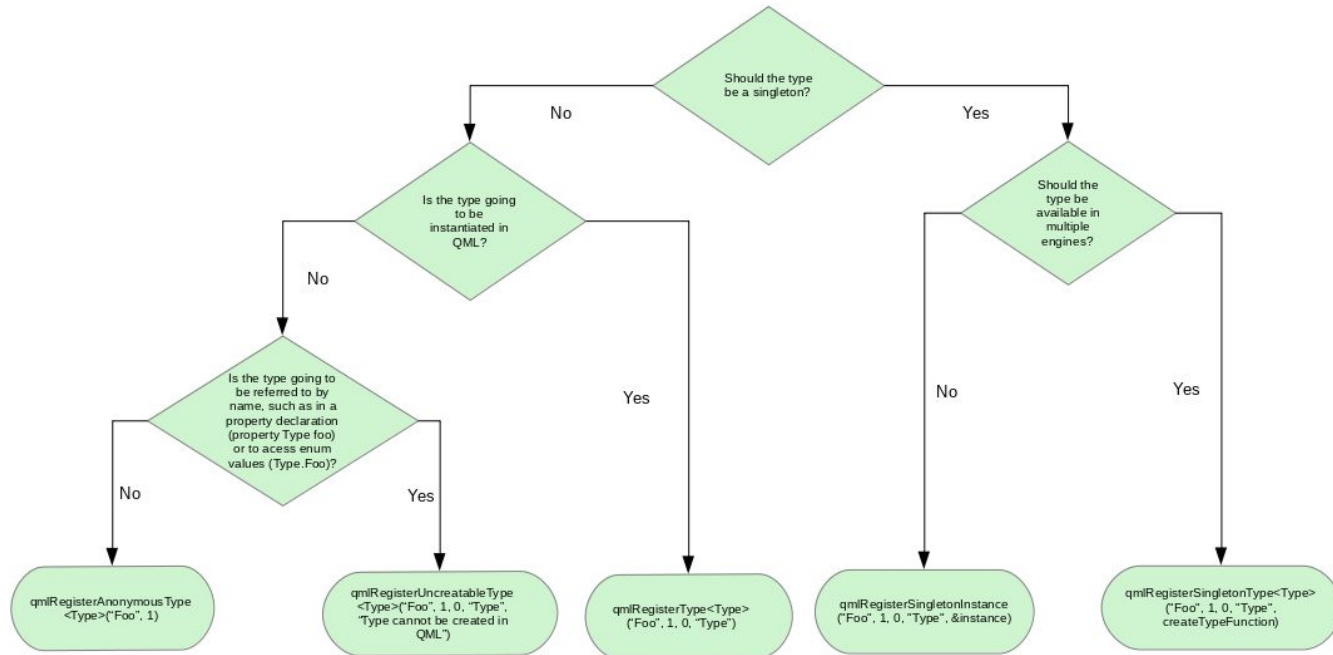 Should the type
be a singleton?
No
Yes
Is the type going
to be
instantiated in
QML?
Should the
type be
available in
multiple
engines?
No
Yes
No
Yes
Is the type going to
be referred to by
name, such as in a
property declaration
(property Type foo)
or to acess enum
values (Type.Foo)?
No
Yes
qmlRegisterAnonymousType
<Type>(“Foo”, 1)
qmlRegisterUncreatableType
<Type>(“Foo”, 1, 0, “Type”,
“Type cannot be created in
QML”)
qmlRegisterType<Type>
(“Foo”, 1, 0, “Type”)
qmlRegisterSingletonInstance
("Foo", 1, 0, "Type", &instance)
qmlRegisterSingletonType<Type>
("Foo", 1, 0, "Type",
createTypeFunction)